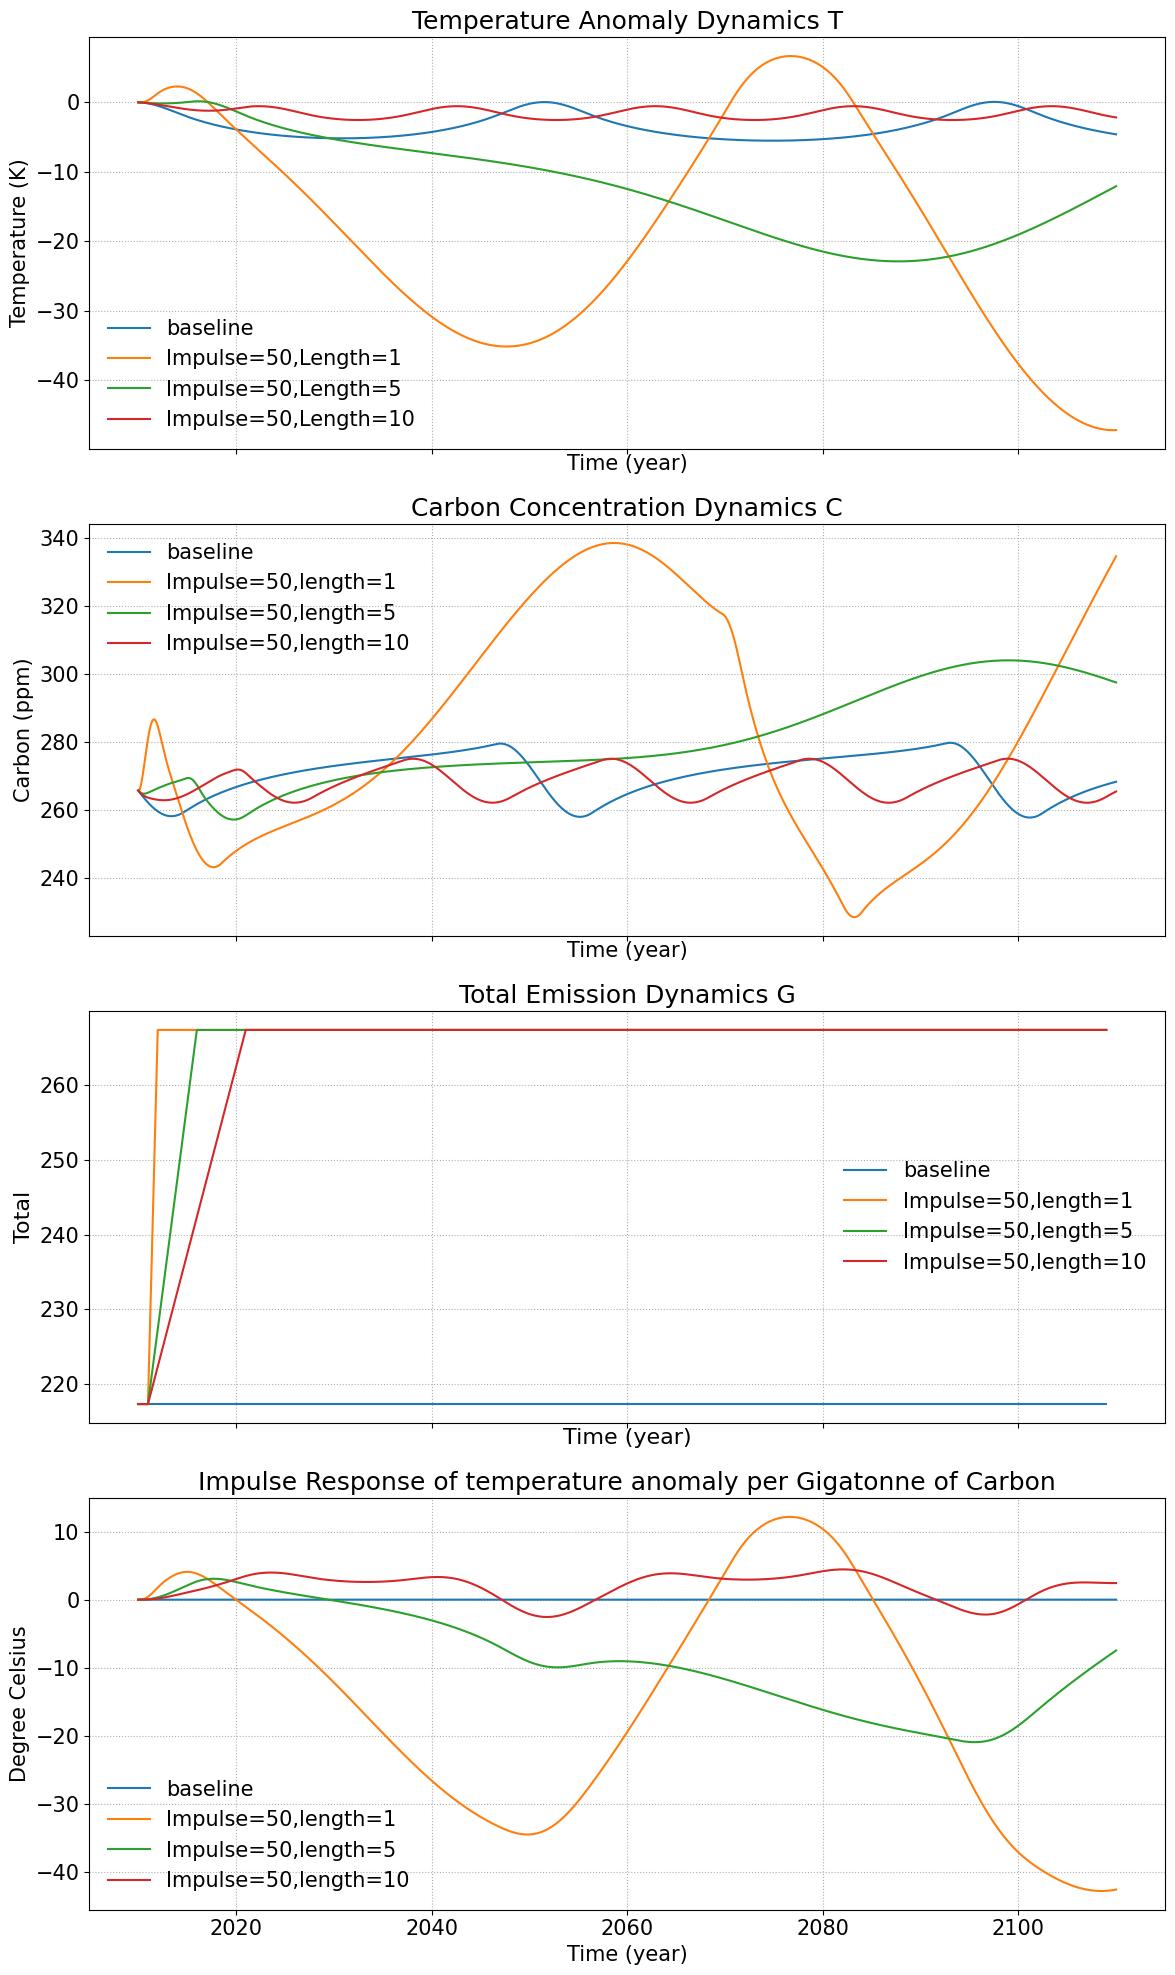 Temperature Anomaly Dynamics T
0
−10
−20
−30
−40
Temperature (K)
baseline
Impulse=50,Length=1
Impulse=50,Length=5
Impulse=50,Length=10
Time (year)
Carbon Concentration Dynamics C
340
320
300
280
260
240
Carbon (ppm)
baseline
Impulse=50,length=1
Impulse=50,length=5
Impulse=50,length=10
Time (year)
Total Emission Dynamics G
260
250
240
230
220
Total
baseline
Impulse=50,length=1
Impulse=50,length=5
Impulse=50,length=10
Time (year)
Impulse Response of temperature anomaly per Gigatonne of Carbon
10
0
−10
−20
−30
−40
Degree Celsius
baseline
Impulse=50,length=1
Impulse=50,length=5
Impulse=50,length=10
2020 2040 2060 2080 2100
Time (year)